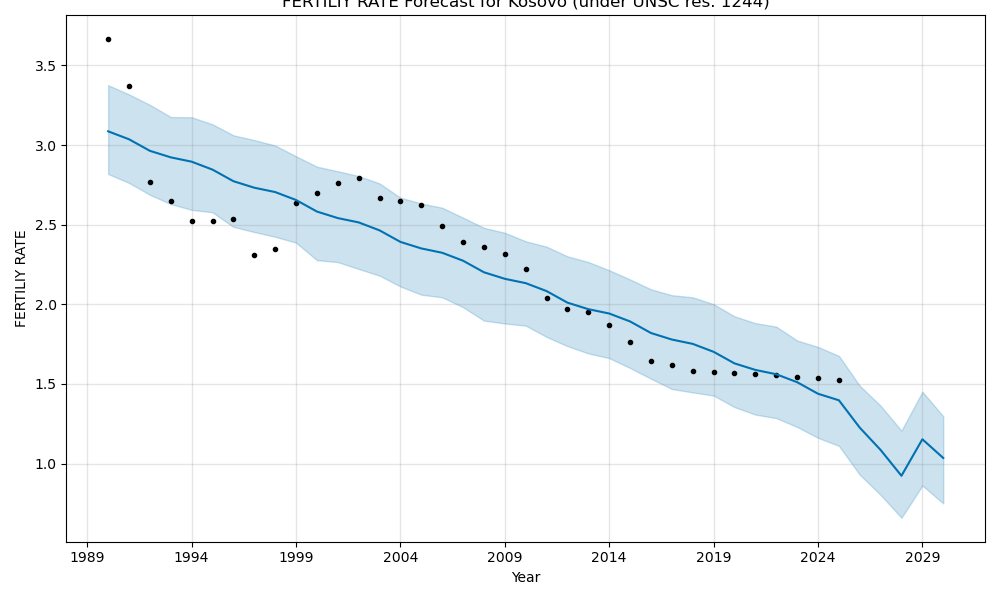 FERTILIY RATE Forecast for Kosovo (under UNSC res. 1244)
3.5
3.0
2.5
2.0
1.5
1.0
FERTILIY RATE
1989 1994 1999 2004 2009 2014 2019 2024 2029
Year